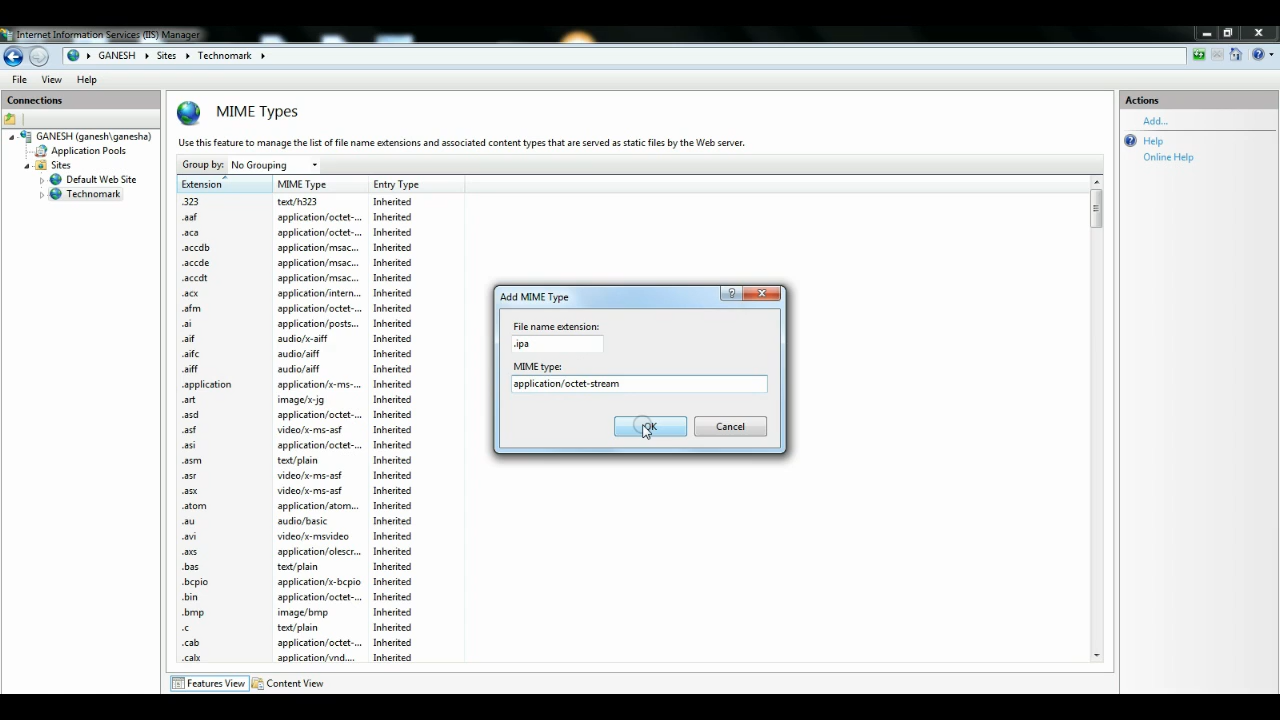 Internet Information Services (IIS) Manager
GANESH Sites Technomark
File View Help
Connections
GANESH (ganesh\ganesha)
Application Pools
Sites
Default Web Site
Technomark
MIME Types
Use this feature to manage the list of file name extensions and associated content types that are served as static files by the Web server.
Group by: No Grouping
Extension MIME Type Entry Type
.323 text/h323 Inherited
.aaf application/octet-... Inherited
.aca application/octet-... Inherited
.accdb application/msac... Inherited
.accde application/msac... Inherited
.accdt application/msac... Inherited
.acx application/intern... Inherited
.afm application/octet-... Inherited
.ai application/posts... Inherited
.aif audio/x-aiff Inherited
.aifc audio/aiff Inherited
.aiff audio/aiff Inherited
.application application/x-ms-... Inherited
.art image/x-jg Inherited
.asd application/octet-... Inherited
.asf video/x-ms-asf Inherited
.asi application/octet-... Inherited
.asm text/plain Inherited
.asr video/x-ms-asf Inherited
.asx video/x-ms-asf Inherited
.atom application/atom... Inherited
.au audio/basic Inherited
.avi video/x-msvideo Inherited
.axs application/olescr... Inherited
.bas text/plain Inherited
.bcpio application/x-bcpio Inherited
.bin application/octet-... Inherited
.bmp image/bmp Inherited
.c text/plain Inherited
.cab application/octet-... Inherited
.calx application/vnd.... Inherited
Add MIME Type
File name extension:
.ipa
MIME type:
application/octet-stream
OK Cancel
Features View Content View
Actions
Add...
Help
Online Help